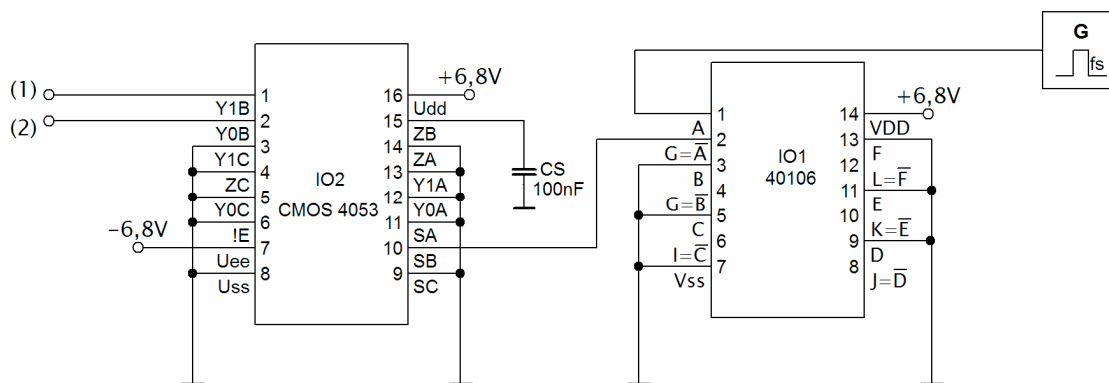 G
fs
(1)
(2)
+6,8V
+6,8V
-6,8V
IO2
CMOS 4053
1
Y1B
2
Y0B
3
Y1C
4
ZC
5
Y0C
6
!E
7
Uee
8
Uss
16
Udd
15
ZB
14
ZA
13
Y1A
12
Y0A
11
SA
10
SB
9
SC
CS
100nF
IO1
40106
1
A
2
G=A̅
3
B
4
G=B̅
5
C
6
I=C̅
7
Vss
14
VDD
13
F
12
L=F̅
11
E
10
K=E̅
9
D
8
J=D̅